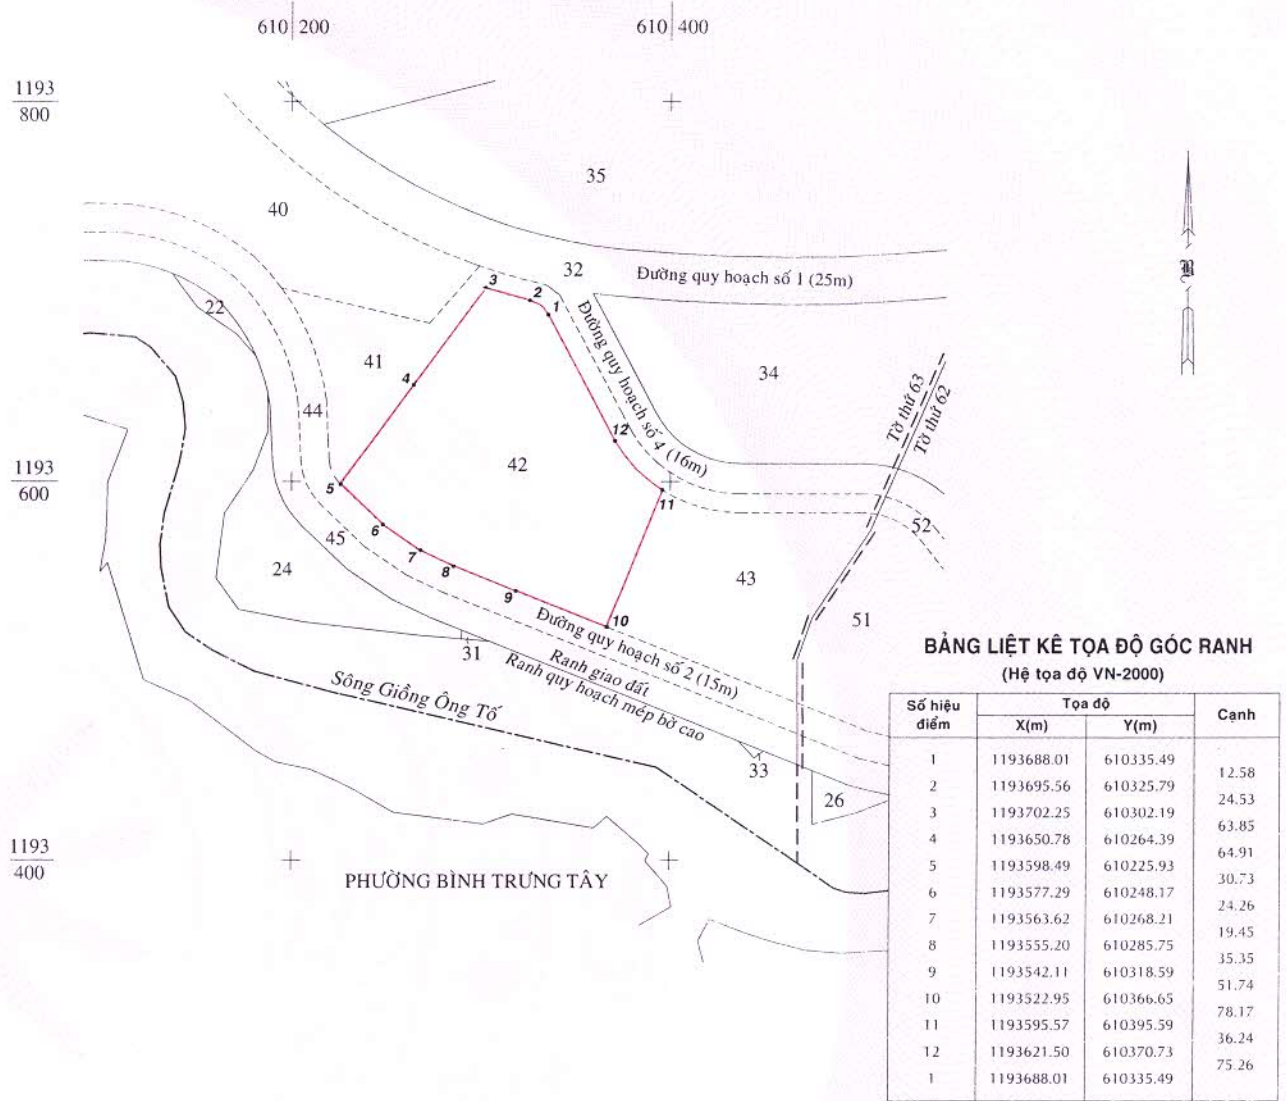 610 200
610 400
1193
800
35
40
32
Đường quy hoạch số 1 (25m)
3
2
1
22
Đường quy hoạch số 4 (16m)
41
4
34
Tờ thứ 63
Tờ thứ 62
44
12
42
1193
600
5
11
6
45
7
52
8
24
43
9
10
51
31
Đường quy hoạch số 2 (15m)
Ranh giao đất
Ranh quy hoạch mép bờ cao
Sông Giồng Ông Tố
33
26
1193
400
PHƯỜNG BÌNH TRƯNG TÂY
BẢNG LIỆT KÊ TỌA ĐỘ GÓC RANH
(Hệ tọa độ VN-2000)
Số hiệu điểm Tọa độ Cạnh
X(m) Y(m)
1 1193688.01 610335.49
12.58
2 1193695.56 610325.79
24.53
3 1193702.25 610302.19
63.85
4 1193650.78 610264.39
64.91
5 1193598.49 610225.93
30.73
6 1193577.29 610248.17
24.26
7 1193563.62 610268.21
19.45
8 1193555.20 610285.75
35.35
9 1193542.11 610318.59
51.74
10 1193522.95 610366.65
78.17
11 1193595.57 610395.59
36.24
12 1193621.50 610370.73
75.26
1 1193688.01 610335.49